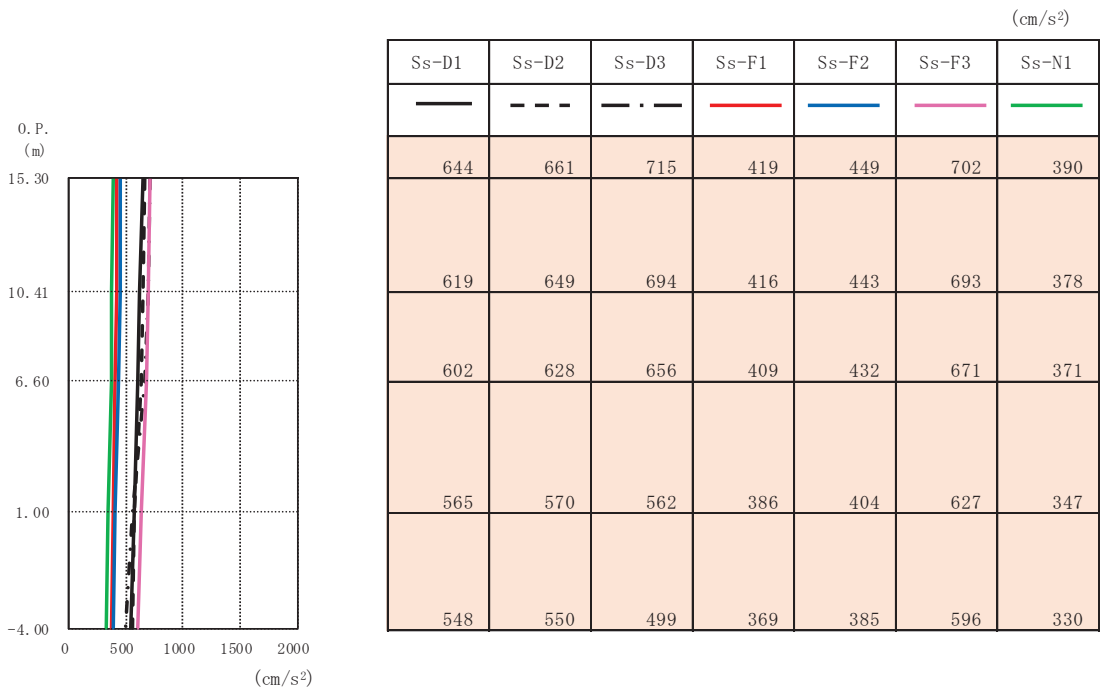 (cm/s²)
Ss-D1 Ss-D2 Ss-D3 Ss-F1 Ss-F2 Ss-F3 Ss-N1
O.P.
(m)
644 661 715 419 449 702 390
15.30
619 649 694 416 443 693 378
10.41
602 628 656 409 432 671 371
6.60
565 570 562 386 404 627 347
1.00
548 550 499 369 385 596 330
-4.00
0 500 1000 1500 2000
(cm/s²)